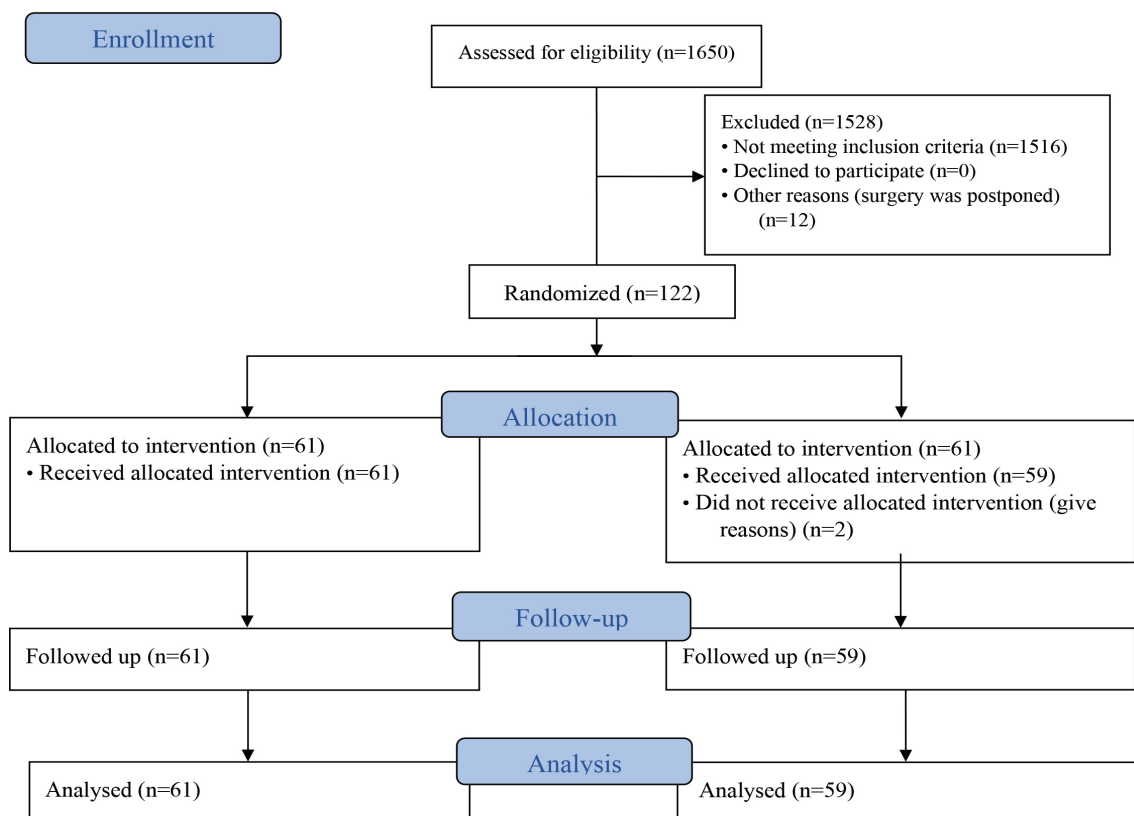 Enrollment
Assessed for eligibility (n=1650)
Excluded (n=1528)
• Not meeting inclusion criteria (n=1516)
• Declined to participate (n=0)
• Other reasons (surgery was postponed)
(n=12)
Randomized (n=122)
Allocation
Allocated to intervention (n=61)
• Received allocated intervention (n=61)
Allocated to intervention (n=61)
• Received allocated intervention (n=59)
• Did not receive allocated intervention (give
reasons) (n=2)
Follow-up
Followed up (n=61)
Followed up (n=59)
Analysis
Analysed (n=61)
Analysed (n=59)